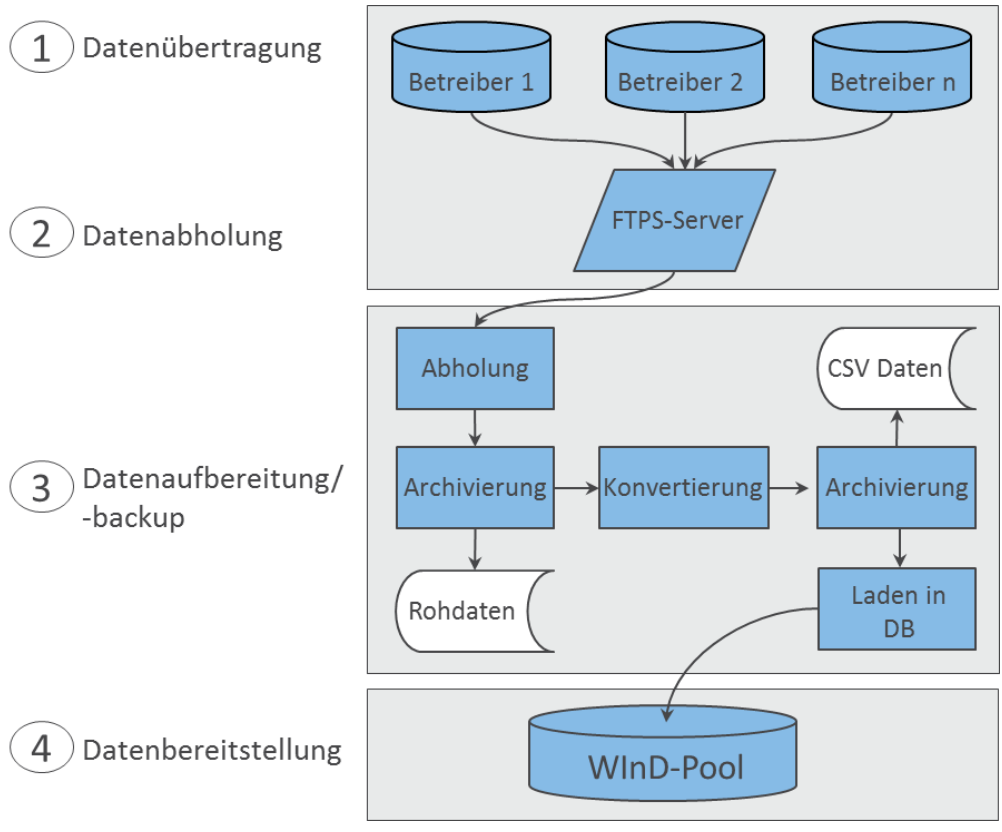 1 Datenübertragung
Betreiber 1
Betreiber 2
Betreiber n
2 Datenabholung
FTPS-Server
Abholung
CSV Daten
3 Datenaufbereitung/
-backup
Archivierung
Konvertierung
Archivierung
Rohdaten
Laden in
DB
4 Datenbereitstellung
WInD-Pool